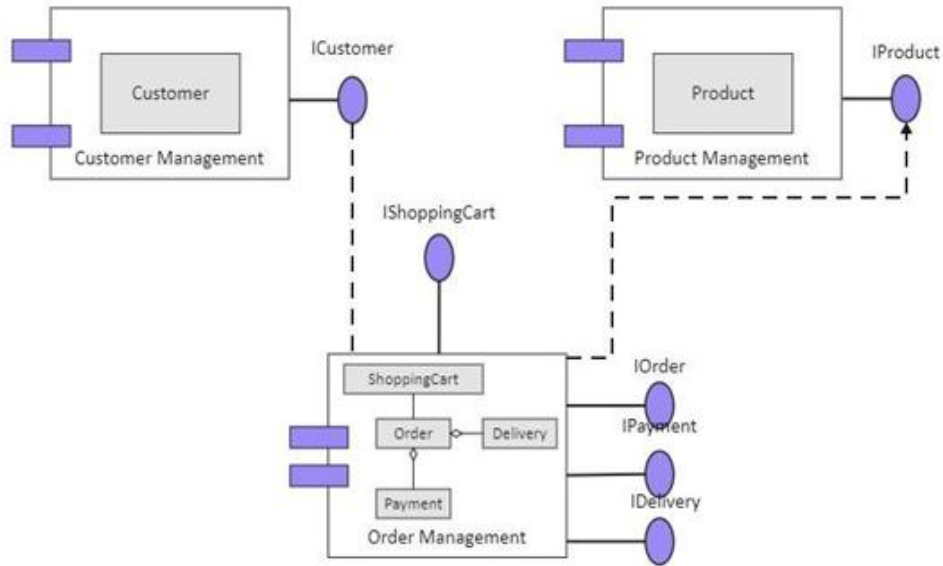 ICustomer
IProduct
Customer
Product
Customer Management
Product Management
IShoppingCart
ShoppingCart
IOrder
Order
Delivery
IPayment
Payment
IDelivery
Order Management